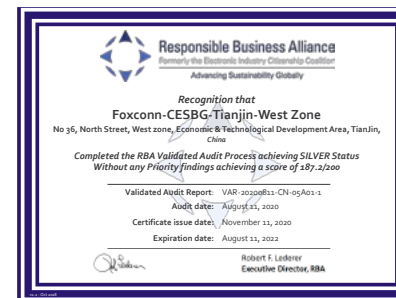 Responsible Business Alliance
Formerly the Electronic Industry Citizenship Coalition
Advancing Sustainability Globally
Recognition that
Foxconn-CESBG-Tianjin-West Zone
No 36, North Street, West zone, Economic & Technological Development Area, TianJin,
China
Completed the RBA Validated Audit Process achieving SILVER Status
Without any Priority findings achieving a score of 187.2/200
Validated Audit Report: VAR-20200811-CN-05A01-1
Audit date: August 11, 2020
Certificate issue date: November 11, 2020
Expiration date: August 11, 2022
Robert F. Lederer
Executive Director, RBA